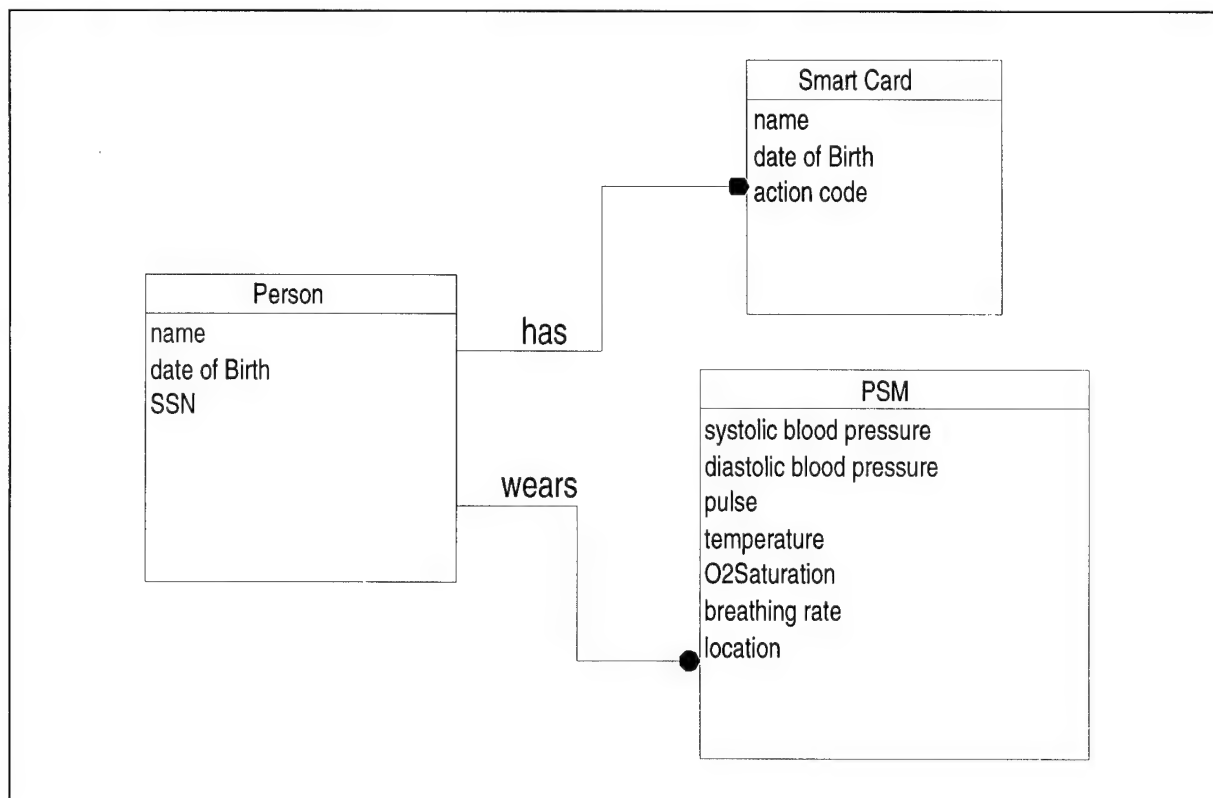 Smart Card
name
date of Birth
action code
Person
name
date of Birth
SSN
has
wears
PSM
systolic blood pressure
diastolic blood pressure
pulse
temperature
O2Saturation
breathing rate
location